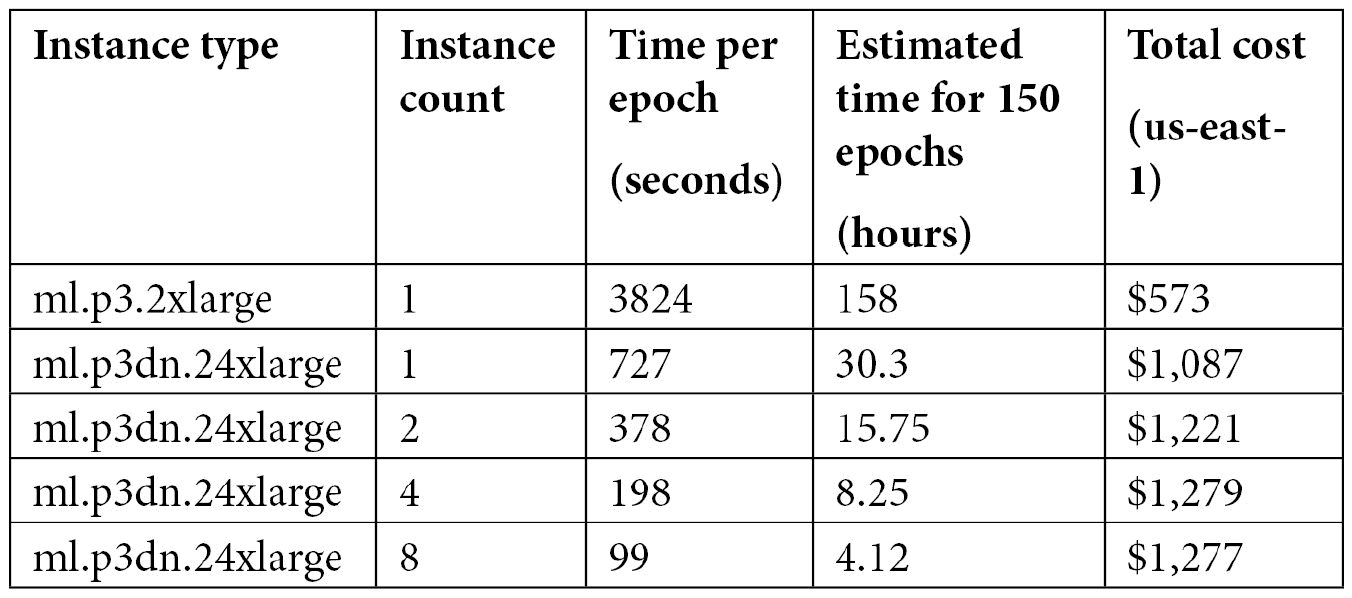 Instance type
Instance
count
Time per
epoch
(seconds)
Estimated
time for 150
epochs
(hours)
Total cost
(us-east-
1)
ml.p3.2xlarge 1 3824 158 $573
ml.p3dn.24xlarge 1 727 30.3 $1,087
ml.p3dn.24xlarge 2 378 15.75 $1,221
ml.p3dn.24xlarge 4 198 8.25 $1,279
ml.p3dn.24xlarge 8 99 4.12 $1,277